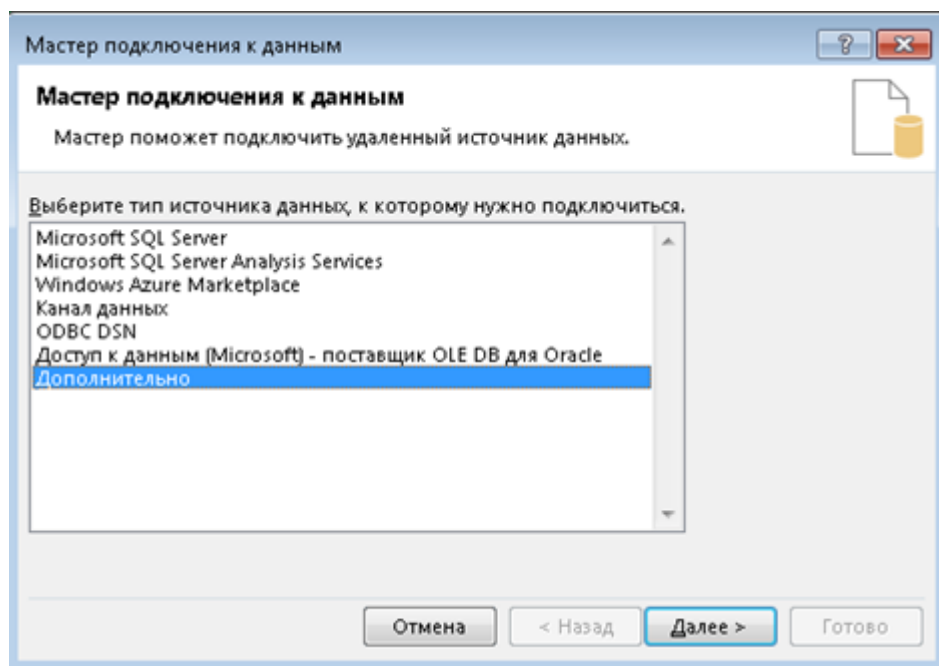 Мастер подключения к данным
Мастер подключения к данным
Мастер поможет подключить удаленный источник данных.
Выберите тип источника данных, к которому нужно подключиться.
Microsoft SQL Server
Microsoft SQL Server Analysis Services
Windows Azure Marketplace
Канал данных
ODBC DSN
Доступ к данным (Microsoft) - поставщик OLE DB для Oracle
Дополнительно
Отмена < Назад Далее > Готово